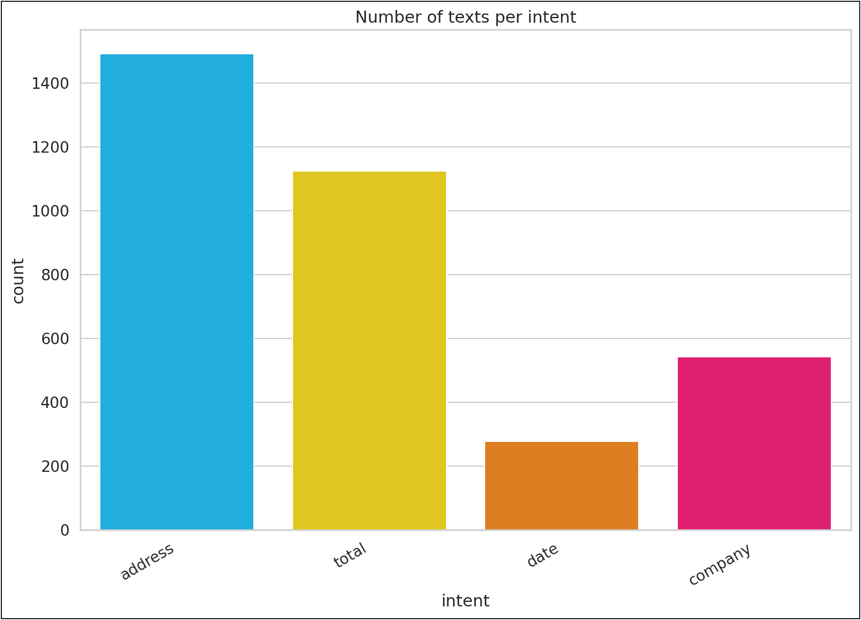 Number of texts per intent
count
1400
1200
1000
800
600
400
200
0
address
total
date
company
intent